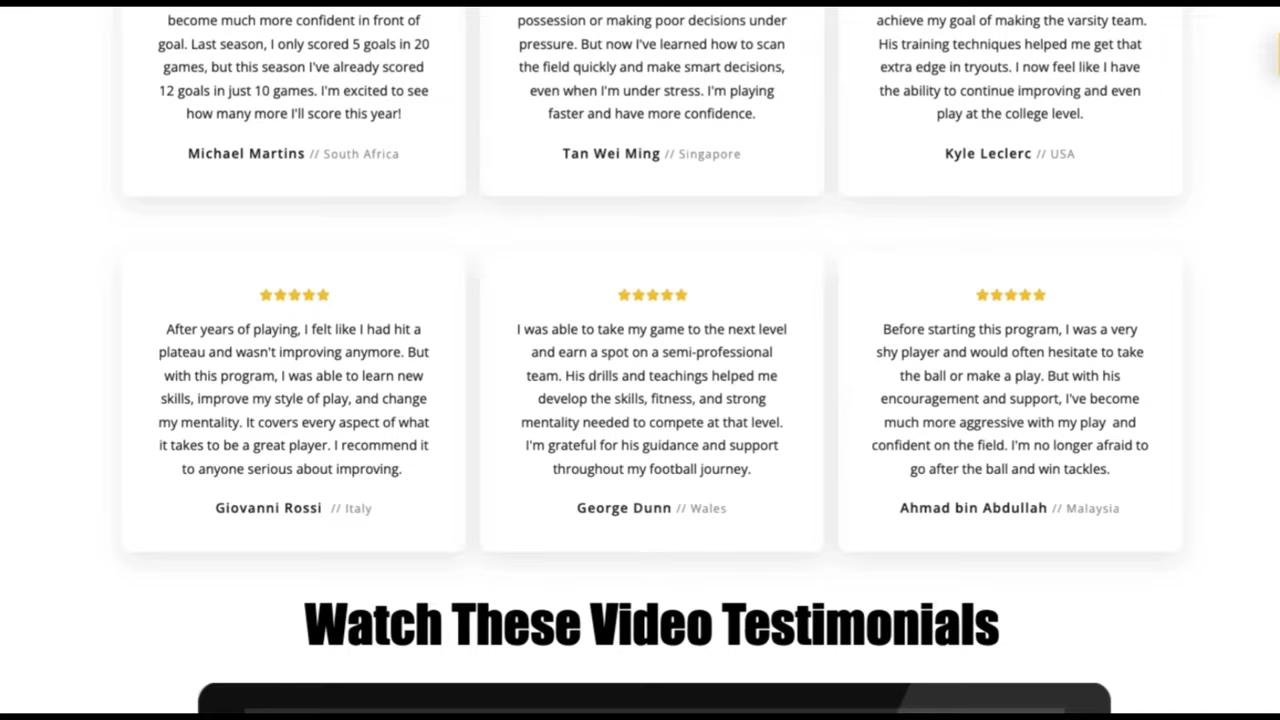 become much more confident in front of
goal. Last season, I only scored 5 goals in 20
games, but this season I've already scored
12 goals in just 10 games. I'm excited to see
how many more I'll score this year!
Michael Martins // South Africa
possession or making poor decisions under
pressure. But now I've learned how to scan
the field quickly and make smart decisions,
even when I'm under stress. I'm playing
faster and have more confidence.
Tan Wei Ming // Singapore
achieve my goal of making the varsity team.
His training techniques helped me get that
extra edge in tryouts. I now feel like I have
the ability to continue improving and even
play at the college level.
Kyle Leclerc // USA
After years of playing, I felt like I had hit a
plateau and wasn't improving anymore. But
with this program, I was able to learn new
skills, improve my style of play, and change
my mentality. It covers every aspect of what
it takes to be a great player. I recommend it
to anyone serious about improving.
Giovanni Rossi // Italy
I was able to take my game to the next level
and earn a spot on a semi-professional
team. His drills and teachings helped me
develop the skills, fitness, and strong
mentality needed to compete at that level.
I'm grateful for his guidance and support
throughout my football journey.
George Dunn // Wales
Before starting this program, I was a very
shy player and would often hesitate to take
the ball or make a play. But with his
encouragement and support, I've become
much more aggressive with my play and
confident on the field. I'm no longer afraid to
go after the ball and win tackles.
Ahmad bin Abdullah // Malaysia
Watch These Video Testimonials